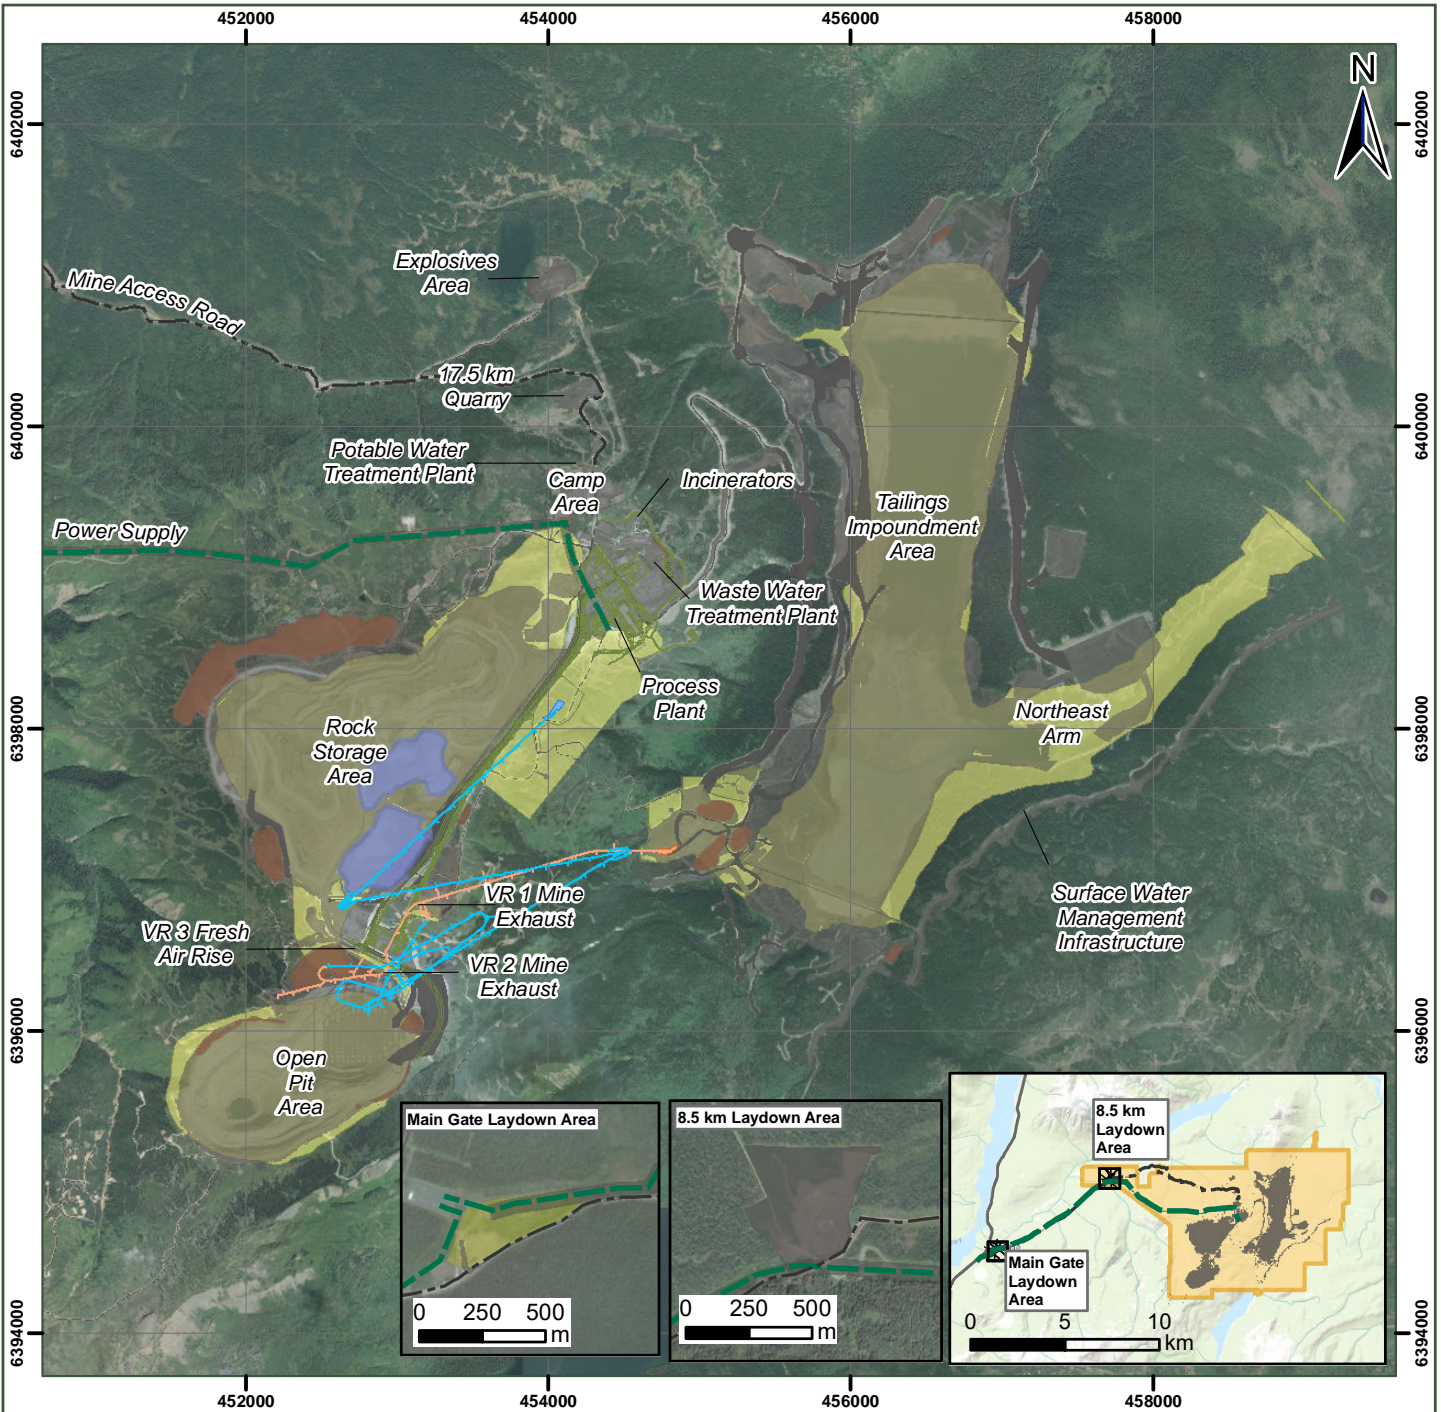 452000
454000
456000
458000
N
6402000
6402000
Explosives
Area
Mine Access Road
17.5 km
Quarry
6400000
6400000
Potable Water
Treatment Plant
Camp
Area
Incinerators
Tailings
Impoundment
Area
Power Supply
Waste Water
Treatment Plant
Process
Plant
Northeast
Arm
6398000
6398000
Rock
Storage
Area
VR 1 Mine
Exhaust
Surface Water
Management
Infrastructure
VR 3 Fresh
Air Rise
VR 2 Mine
Exhaust
6396000
6396000
Open
Pit
Area
Main Gate Laydown Area
0 250 500
m
8.5 km Laydown Area
0 250 500
m
8.5 km
Laydown
Area
Main Gate
Laydown
Area
0 5 10
km
6394000
6394000
452000
454000
456000
458000